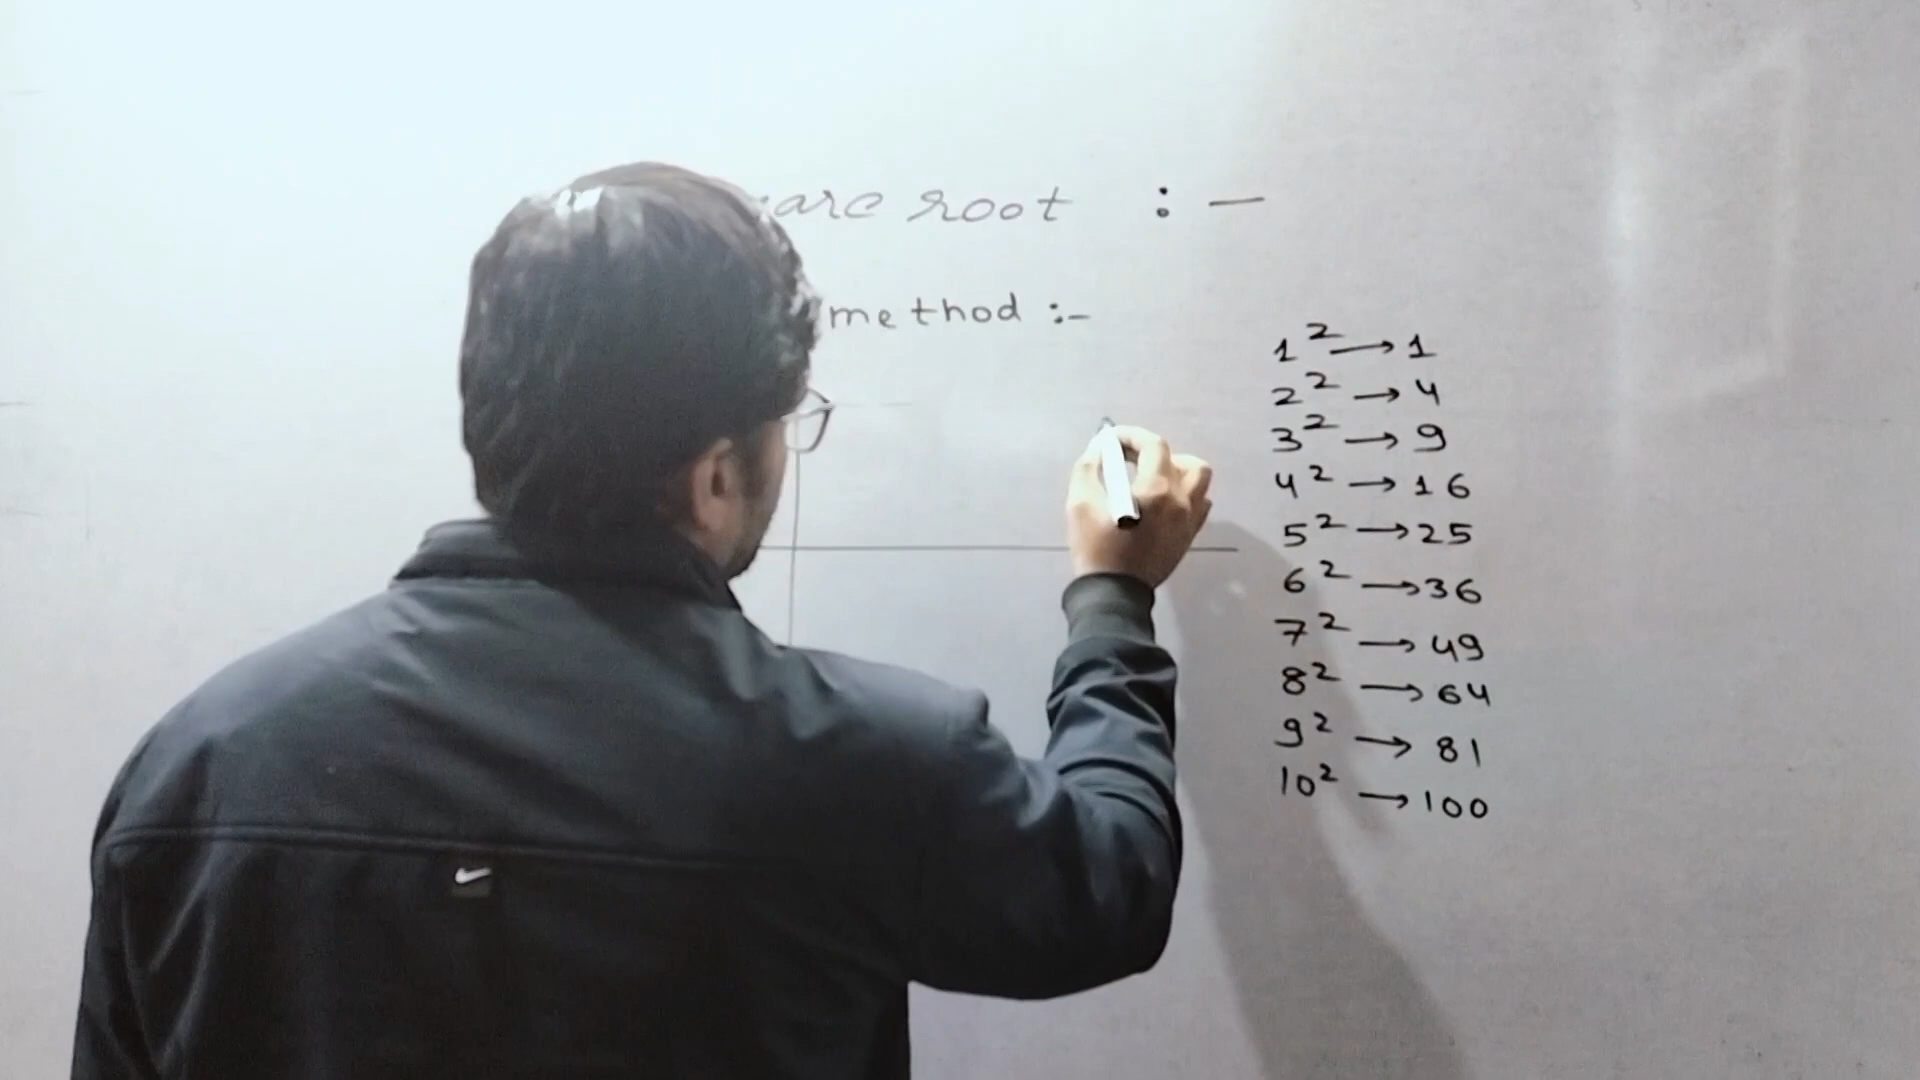 root :-
method :-
1² → 1
2² → 4
3² → 9
4² → 16
5² → 25
6² → 36
7² → 49
8² → 64
9² → 81
10² → 100